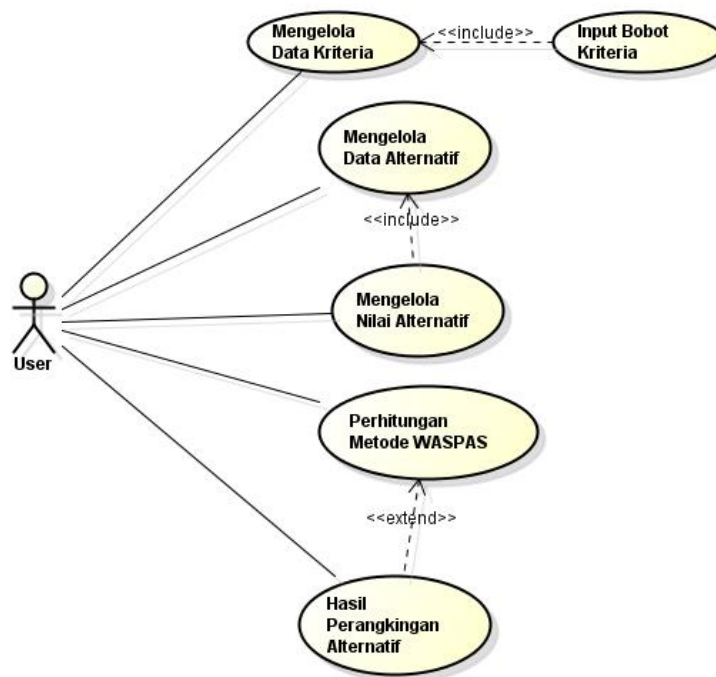 Mengelola
Data Kriteria
<<include>>
Input Bobot
Kriteria
Mengelola
Data Alternatif
<<include>>
Mengelola
Nilai Alternatif
User
Perhitungan
Metode WASPAS
<<extend>>
Hasil
Perangkingan
Alternatif